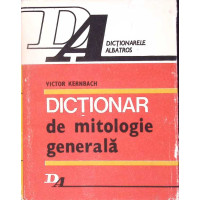 DA
DICȚIONARELE
ALBATROS
VICTOR KERNBACH
DICȚIONAR
de mitologie
generală
DA